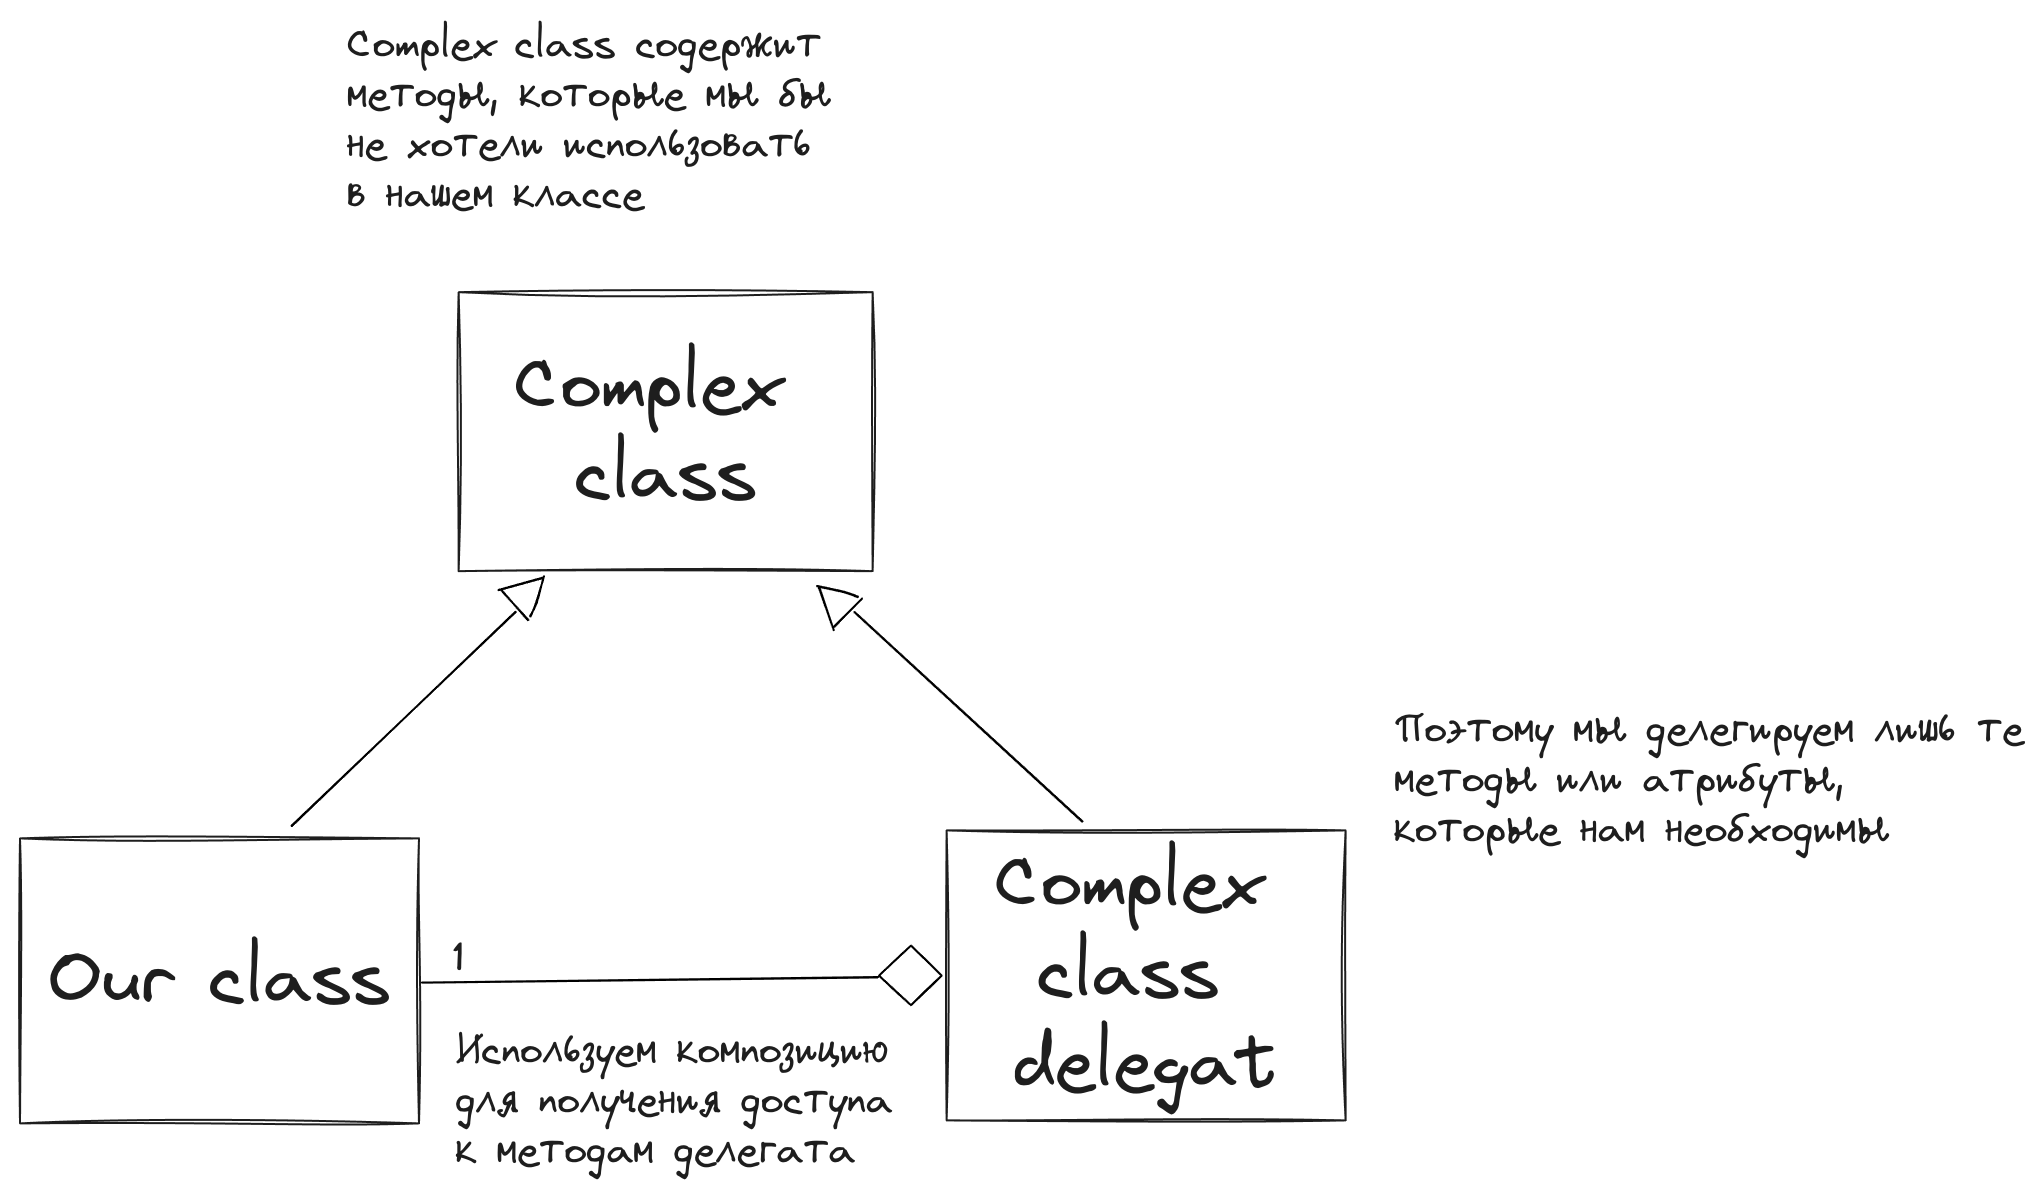 Complex class содержит
методы, которые мы бы
не хотели использовать
в нашем классе
Complex
class
Поэтому мы делегируем лишь те
методы или атрибуты,
которые нам необходимы
Our class
1
Complex
class
delegat
Используем композицию
для получения доступа
к методам делегата